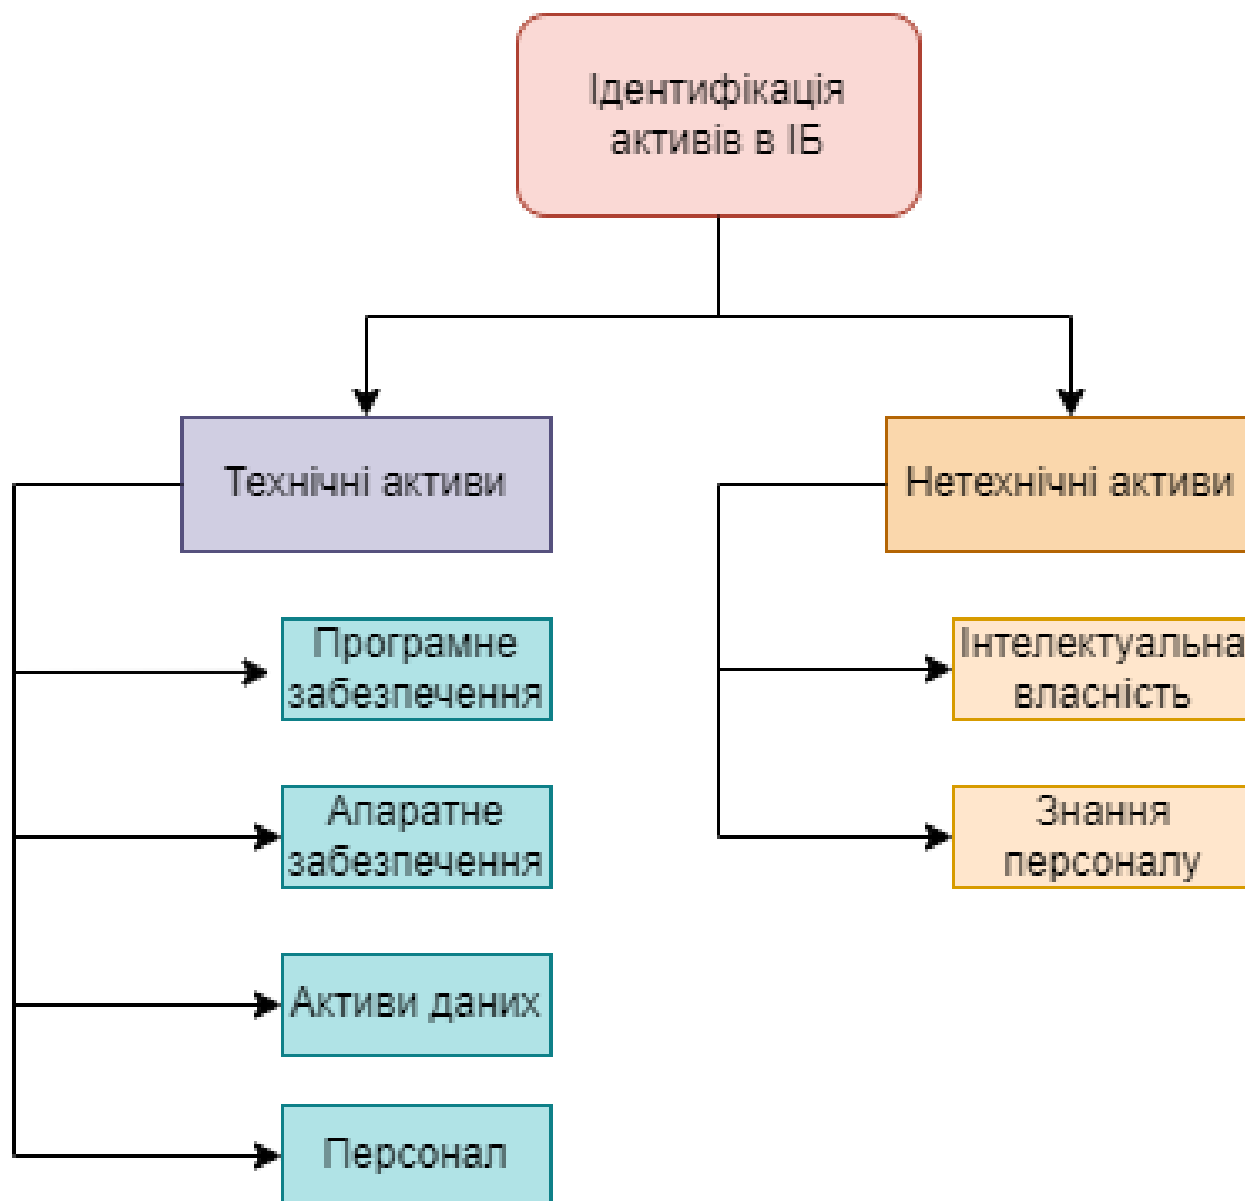 Ідентифікація
активів в ІБ
Технічні активи
Нетехнічні активи
Програмне
забезпечення
Інтелектуальна
власність
Апаратне
забезпечення
Знання
персоналу
Активи даних
Персонал